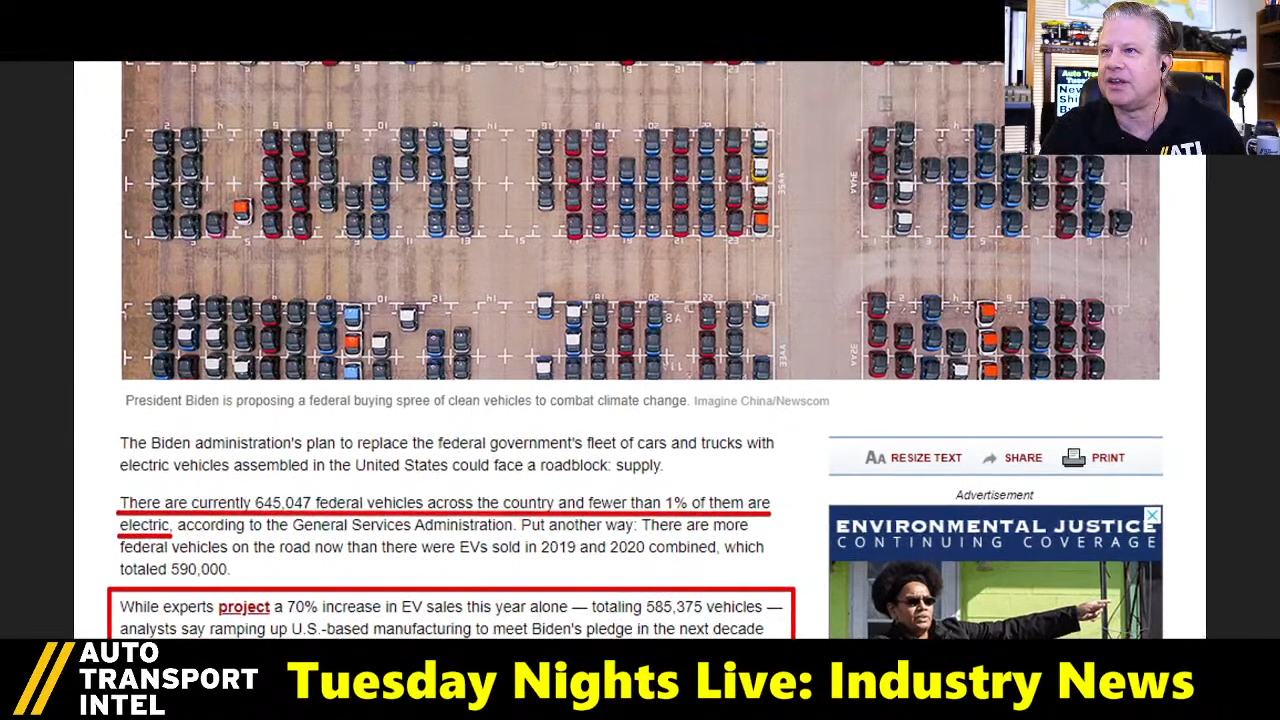 President Biden is proposing a federal buying spree of clean vehicles to combat climate change. Imagine China/Newscom
The Biden administration's plan to replace the federal government's fleet of cars and trucks with
electric vehicles assembled in the United States could face a roadblock: supply.
There are currently 645,047 federal vehicles across the country and fewer than 1% of them are
electric, according to the General Services Administration. Put another way: There are more
federal vehicles on the road now than there were EVs sold in 2019 and 2020 combined, which
totaled 590,000.
While experts project a 70% increase in EV sales this year alone — totaling 585,375 vehicles —
analysts say ramping up U.S.-based manufacturing to meet Biden's pledge in the next decade
AA RESIZE TEXT SHARE PRINT
Advertisement
ENVIRONMENTAL JUSTICE
CONTINUING COVERAGE
AUTO
TRANSPORT
INTEL
Tuesday Nights Live: Industry News